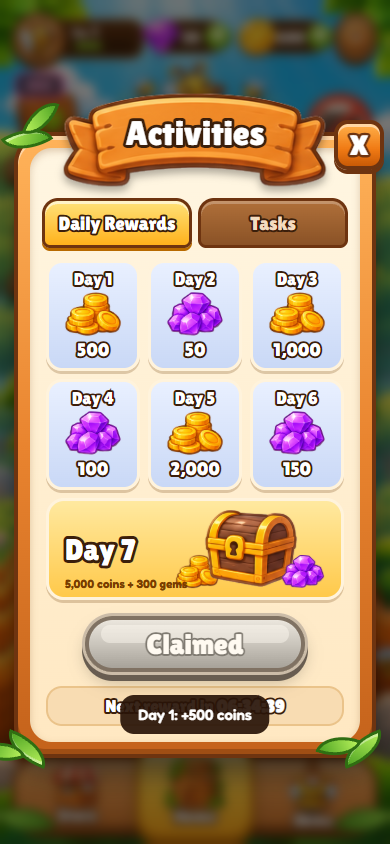 Activities
X
Daily Rewards
Tasks
Day 1
500
Day 2
50
Day 3
1,000
Day 4
100
Day 5
2,000
Day 6
150
Day 7
5,000 coins + 300 gems
Claimed
Day 1: +500 coins